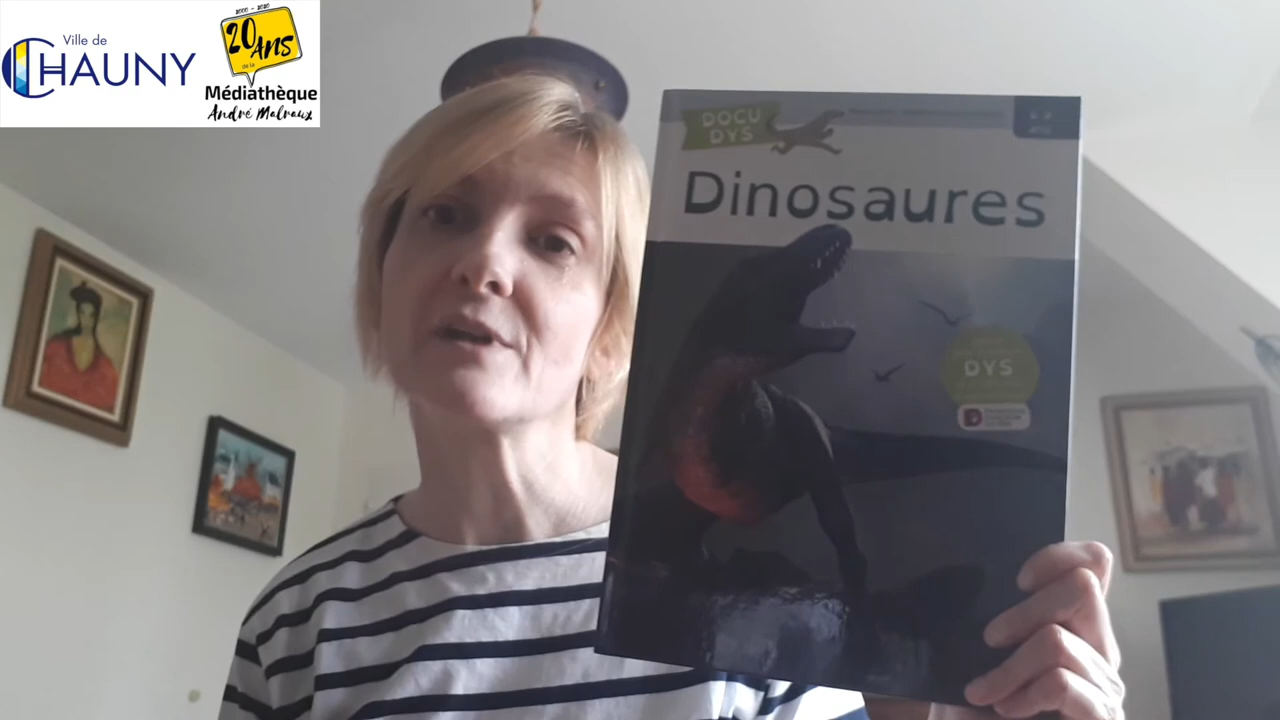 Ville de
CHAUNY
2000 - 2020
20
Ans
de la
Médiathèque
André Malraux
DOCU
DYS
Dinosaures
DYS